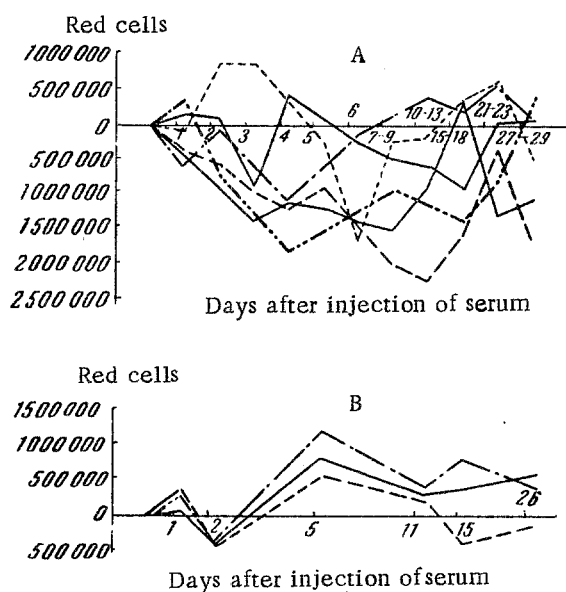 Red cells
A
1000 000
500 000
0
500 000
1000 000
1500 000
2000 000
2500 000
1 2 3 4 5 6 7-9 10-13 15-18 21-23 27-29
Days after injection of serum
Red cells
B
1500 000
1000 000
500 000
0
500 000
1 2 5 11 15 26
Days after injection of serum